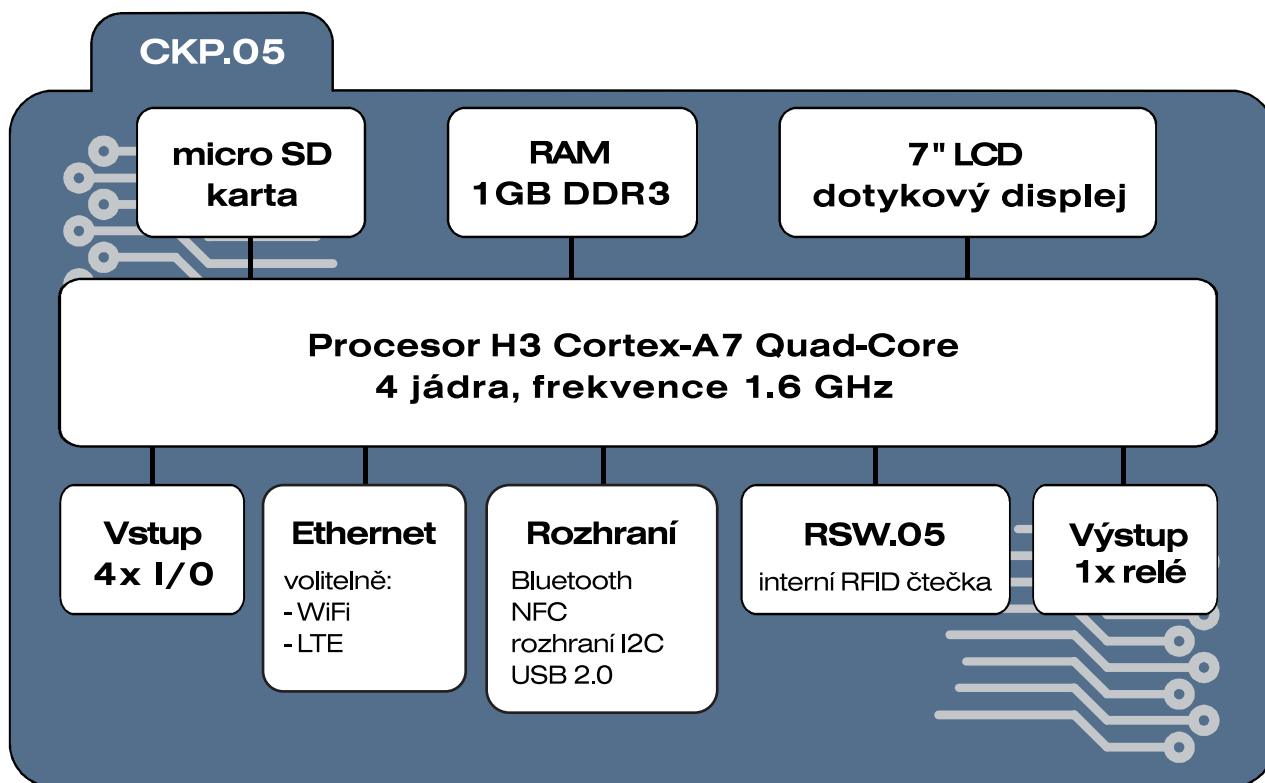 CKP.05
micro SD
karta
RAM
1GB DDR3
7" LCD
dotykový displej
Procesor H3 Cortex-A7 Quad-Core
4 jádra, frekvence 1.6 GHz
Vstup
4x I/0
Ethernet
volitelně:
- WiFi
- LTE
Rozhraní
Bluetooth
NFC
rozhraní I2C
USB 2.0
RSW.05
interní RFID čtečka
Výstup
1x relé